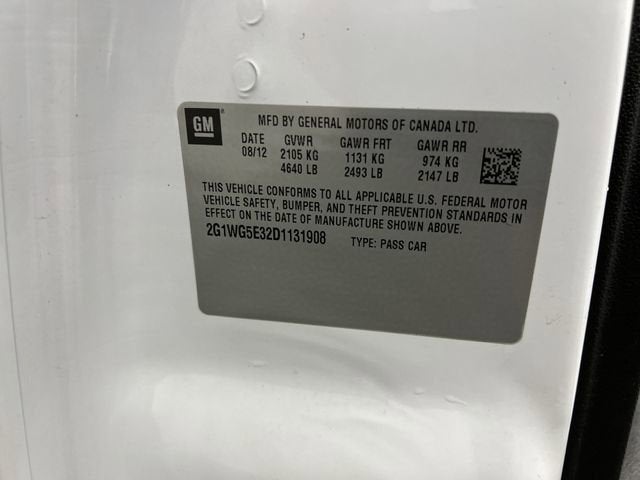 GM
MFD BY GENERAL MOTORS OF CANADA LTD.
DATE GVWR GAWR FRT GAWR RR
08/12 2105 KG 1131 KG 974 KG
4640 LB 2493 LB 2147 LB
THIS VEHICLE CONFORMS TO ALL APPLICABLE U.S. FEDERAL MOTOR
VEHICLE SAFETY, BUMPER, AND THEFT PREVENTION STANDARDS IN
EFFECT ON THE DATE OF MANUFACTURE SHOWN ABOVE.
2G1WG5E32D1131908 TYPE: PASS CAR